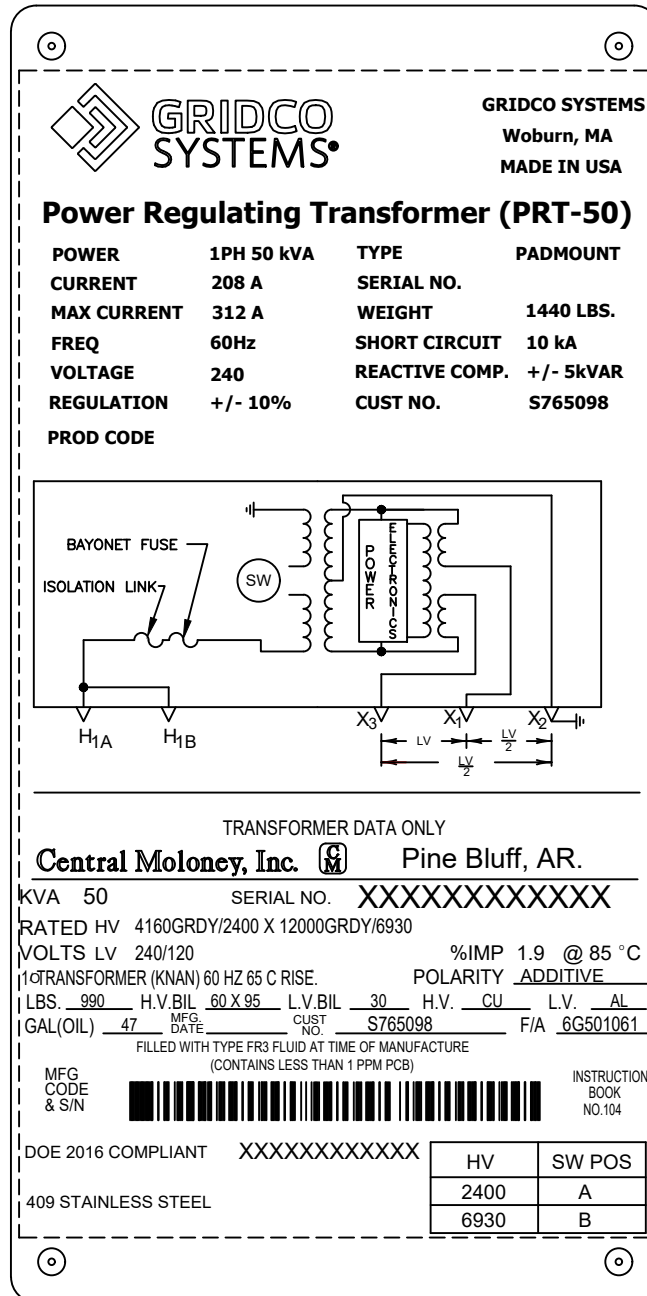 GRIDCO
SYSTEMS®
GRIDCO SYSTEMS
Woburn, MA
MADE IN USA
Power Regulating Transformer (PRT-50)
POWER 1PH 50 kVA TYPE PADMOUNT
CURRENT 208 A SERIAL NO.
MAX CURRENT 312 A WEIGHT 1440 LBS.
FREQ 60Hz SHORT CIRCUIT 10 kA
VOLTAGE 240 REACTIVE COMP. +/- 5kVAR
REGULATION +/- 10% CUST NO. S765098
PROD CODE
BAYONET FUSE
ISOLATION LINK
SW
POWER
ELECTRONICS
H1A H1B X3 X1 X2
LV LV/2
LV/2
TRANSFORMER DATA ONLY
Central Moloney, Inc. CM Pine Bluff, AR.
KVA 50 SERIAL NO. XXXXXXXXXXXXX
RATED HV 4160GRDY/2400 X 12000GRDY/6930
VOLTS LV 240/120 %IMP 1.9 @ 85 °C
1⌀TRANSFORMER (KNAN) 60 HZ 65 C RISE. POLARITY ADDITIVE
LBS. 990 H.V.BIL 60 X 95 L.V.BIL 30 H.V. CU L.V. AL
GAL(OIL) 47 MFG. DATE CUST NO. S765098 F/A 6G501061
FILLED WITH TYPE FR3 FLUID AT TIME OF MANUFACTURE
(CONTAINS LESS THAN 1 PPM PCB)
MFG
CODE
& S/N
INSTRUCTION
BOOK
NO.104
DOE 2016 COMPLIANT XXXXXXXXXXXX
409 STAINLESS STEEL
HV SW POS
2400 A
6930 B